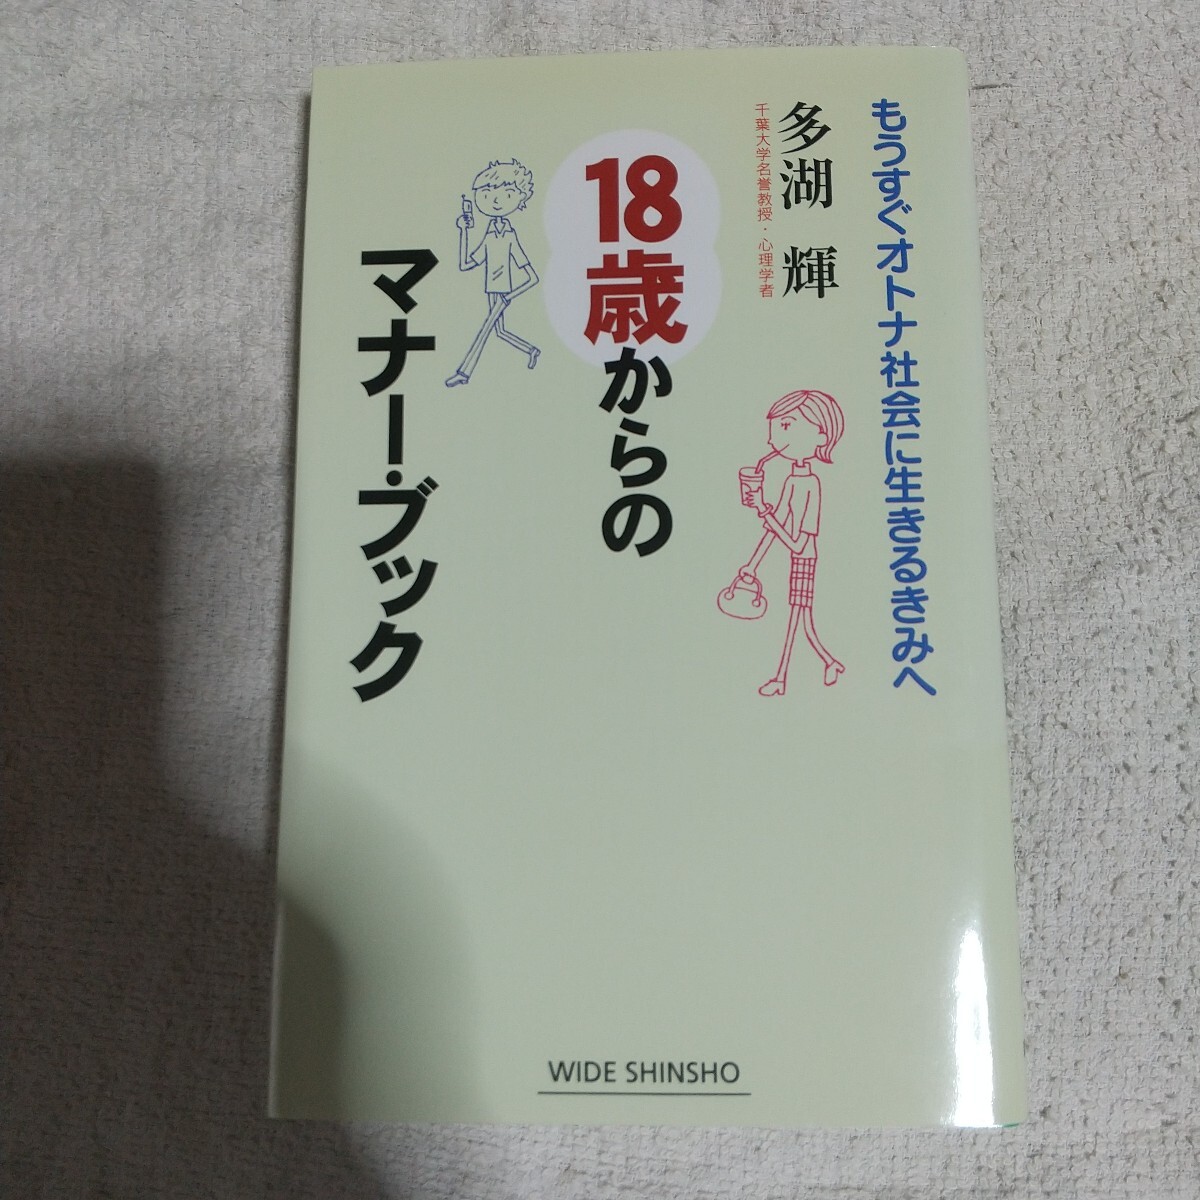 もうすぐオトナ社会に生きるきみへ
多湖 輝
千葉大学名誉教授・心理学者
18歳からの
マナー・ブック
WIDE SHINSHO